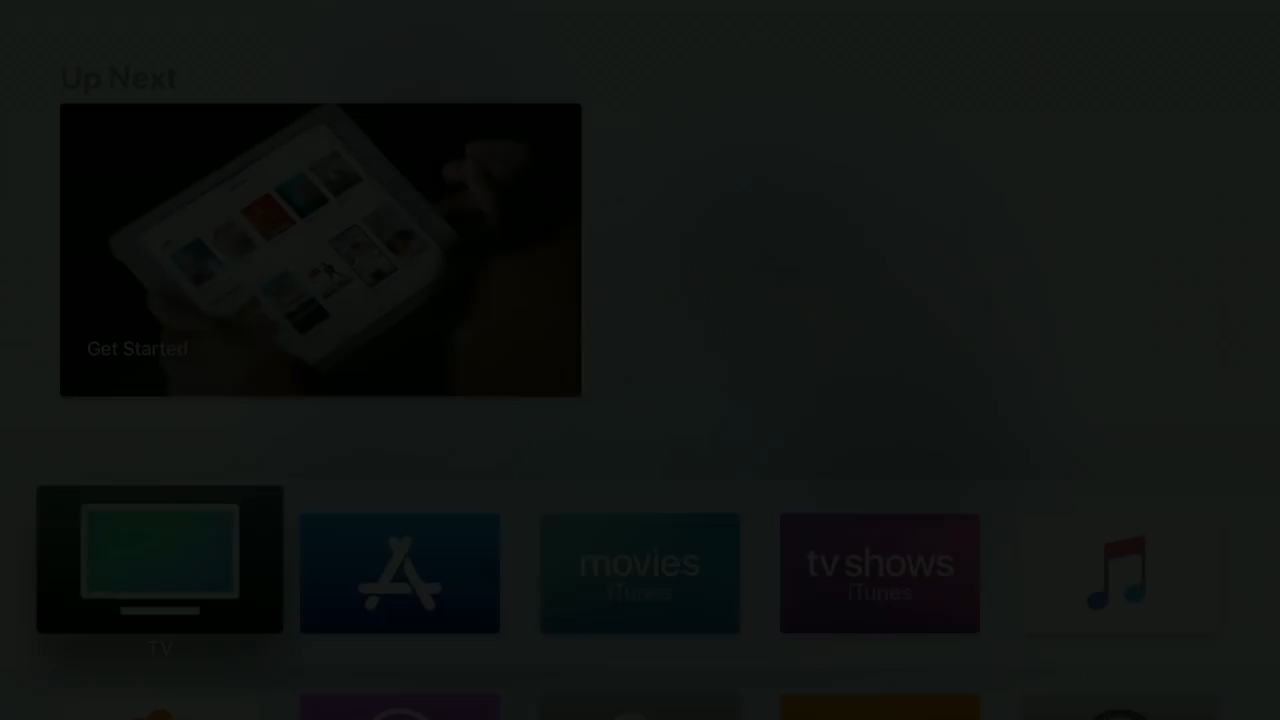 Up Next
Get Started
movies
iTunes
tv shows
iTunes
TV